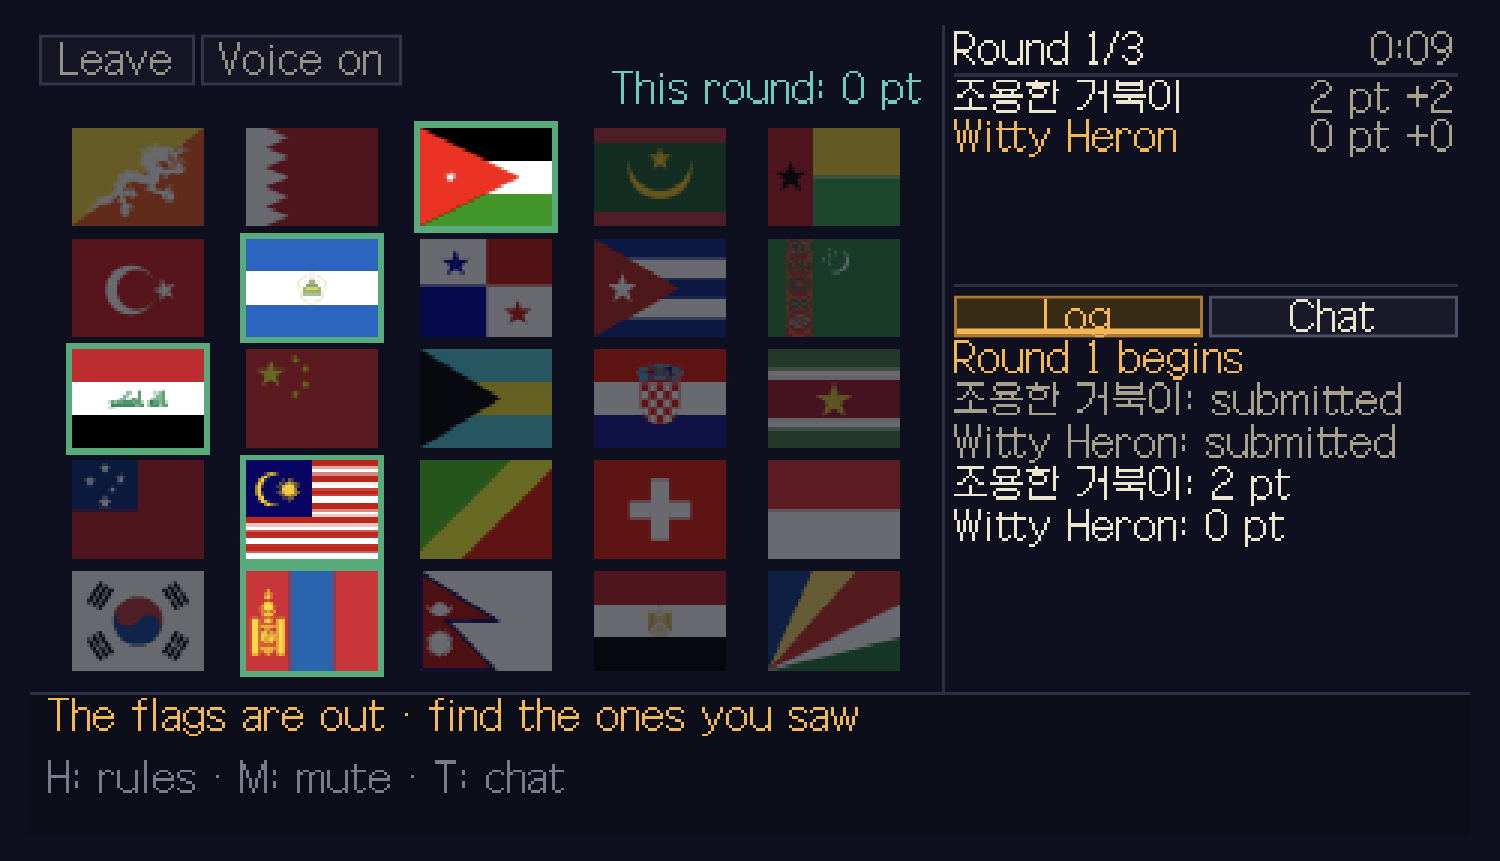 Leave
Voice on
This round: 0 pt
Round 1/3 0:09
조용한 거북이 2 pt +2
Witty Heron 0 pt +0
Log
Chat
Round 1 begins
조용한 거북이: submitted
Witty Heron: submitted
조용한 거북이: 2 pt
Witty Heron: 0 pt
The flags are out · find the ones you saw
H: rules · M: mute · T: chat